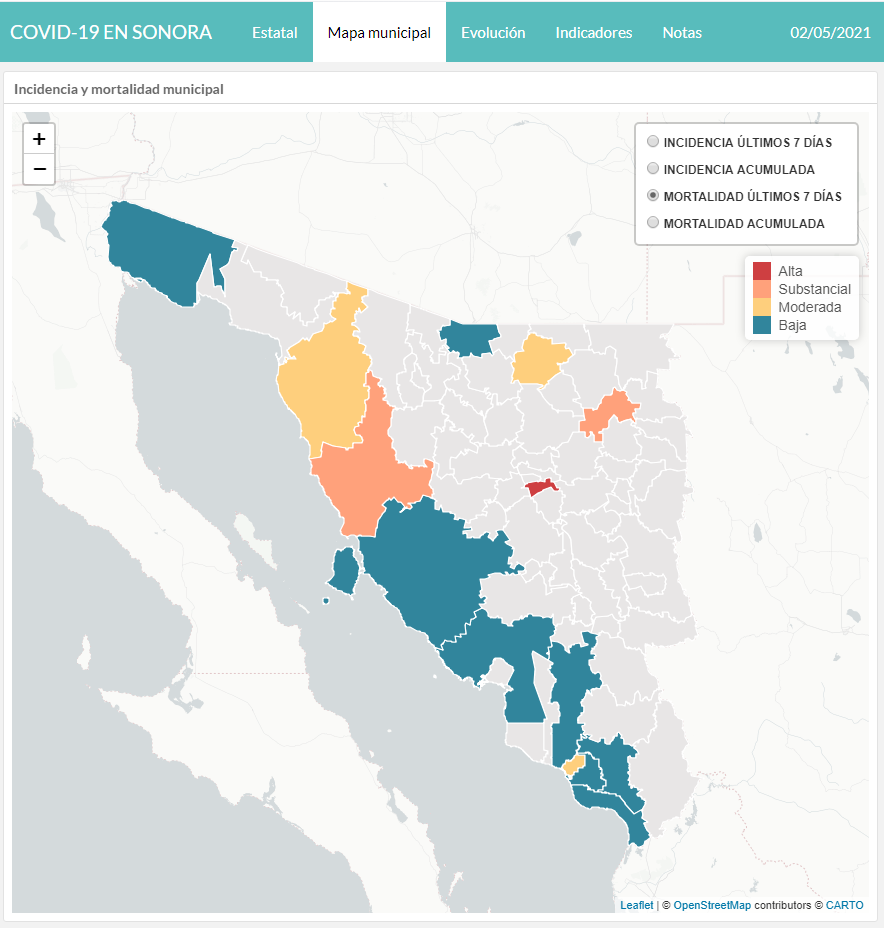 COVID-19 EN SONORA Estatal Mapa municipal Evolución Indicadores Notas 02/05/2021
Incidencia y mortalidad municipal
+
−
INCIDENCIA ÚLTIMOS 7 DÍAS
INCIDENCIA ACUMULADA
MORTALIDAD ÚLTIMOS 7 DÍAS
MORTALIDAD ACUMULADA
Alta
Substancial
Moderada
Baja
Leaflet | © OpenStreetMap contributors © CARTO